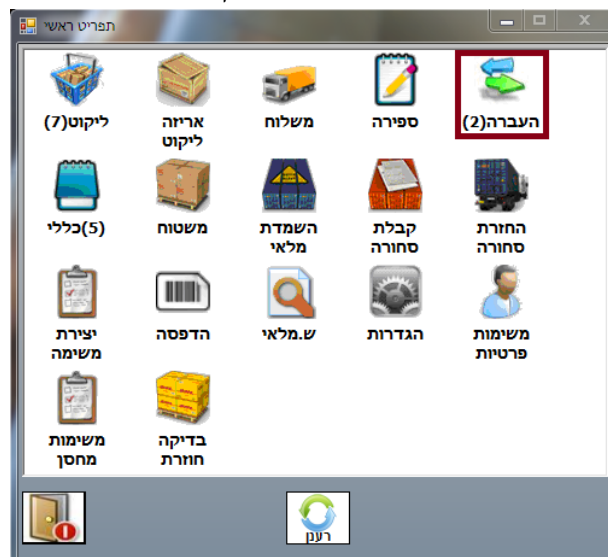 תפריט ראשי
העברה(2)
ספירה
משלוח
אריזה
ליקוט
ליקוט(7)
החזרת
סחורה
קבלת
סחורה
השמדת
מלאי
משטוח
כללי(5)
משימות
פרטיות
הגדרות
ש.מלאי
הדפסה
יצירת
משימה
בדיקה
חוזרת
משימות
מחסן
רענן